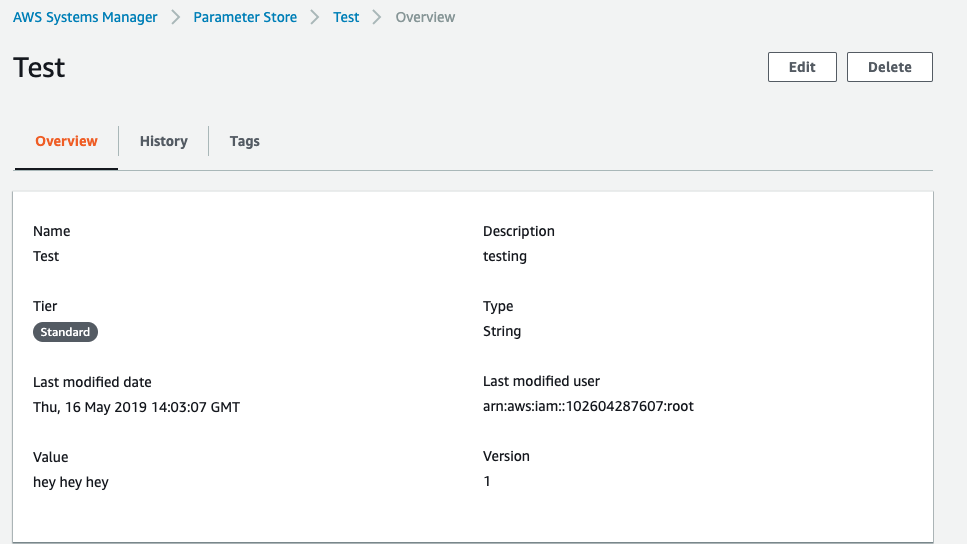 AWS Systems Manager > Parameter Store > Test > Overview
Test
Edit Delete
Overview History Tags
Name
Test
Description
testing
Tier
Standard
Type
String
Last modified date
Thu, 16 May 2019 14:03:07 GMT
Last modified user
arn:aws:iam::102604287607:root
Value
hey hey hey
Version
1